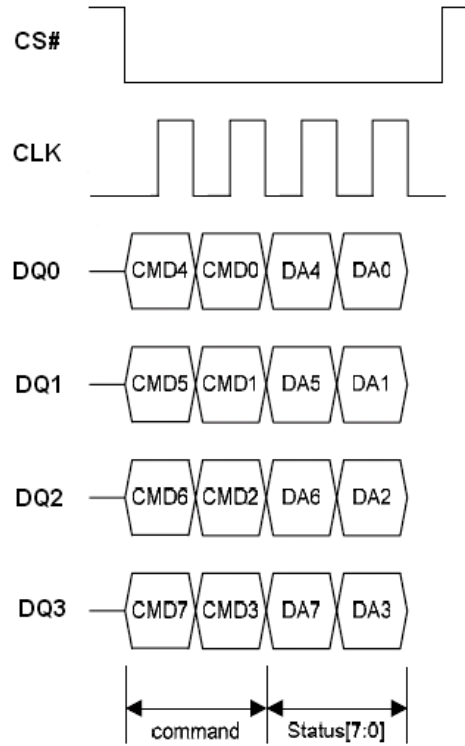 CS#
CLK
DQ0 CMD4 CMD0 DA4 DA0
DQ1 CMD5 CMD1 DA5 DA1
DQ2 CMD6 CMD2 DA6 DA2
DQ3 CMD7 CMD3 DA7 DA3
command Status[7:0]